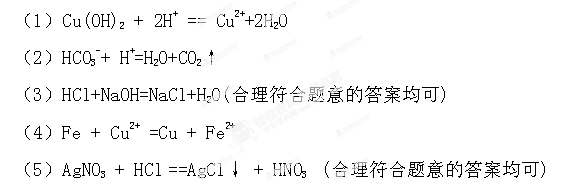 （1）Cu(OH)₂ + 2H⁺ == Cu²⁺+2H₂O
（2）HCO₃⁻+ H⁺=H₂O+CO₂↑
（3）HCl+NaOH=NaCl+H₂O(合理符合题意的答案均可)
（4）Fe + Cu²⁺ =Cu + Fe²⁺
（5）AgNO₃ + HCl ==AgCl↓ + HNO₃ （合理符合题意的答案均可)